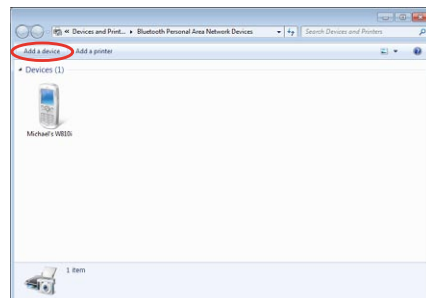 « Devices and Print... ▸ Bluetooth Personal Area Network Devices Search Devices and Printers
Add a device Add a printer
Devices (1)
Michael's W810i
1 item